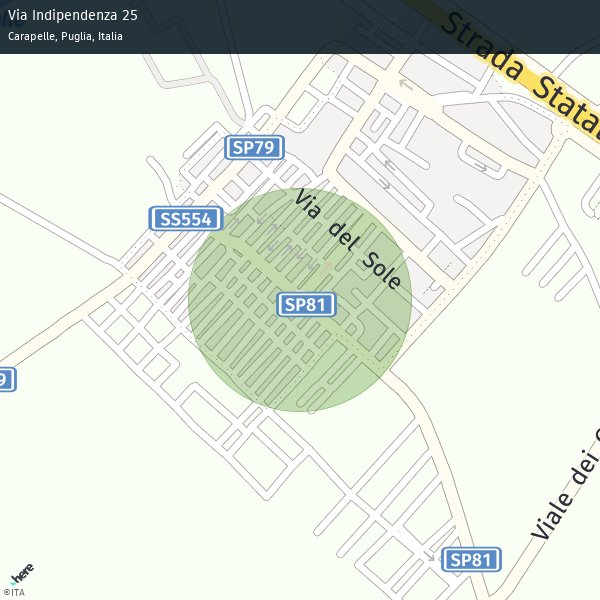 Via Indipendenza 25
Carapelle, Puglia, Italia
Strada Statal
SP79
SS554
Via del Sole
SP81
9
Viale dei
SP81
here
©ITA